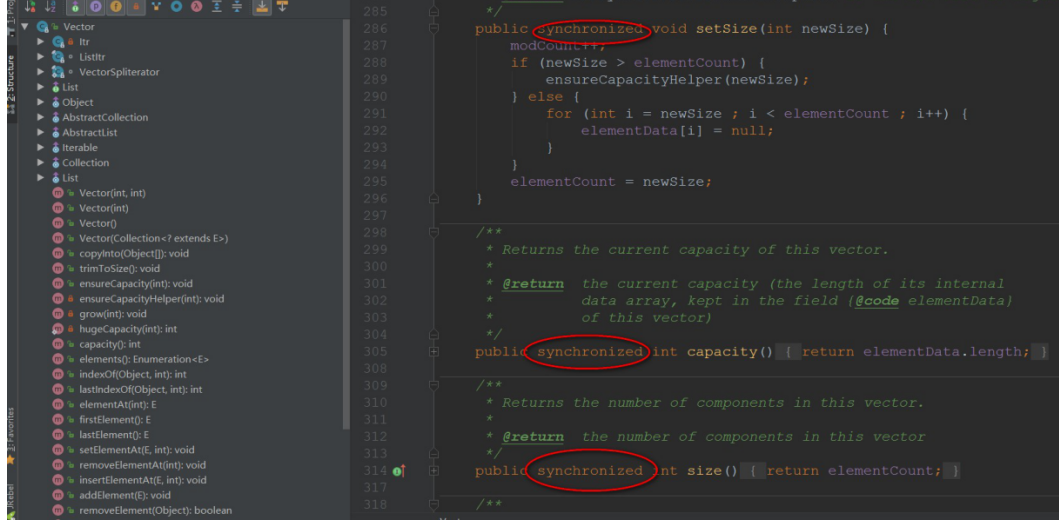 1: Proj
2: Structure
2: Favorites
JRebel
Vector
Itr
ListItr
VectorSpliterator
List
Object
AbstractCollection
AbstractList
Iterable
Collection
List
Vector(int, int)
Vector(int)
Vector()
Vector(Collection<? extends E>)
copyInto(Object[]): void
trimToSize(): void
ensureCapacity(int): void
ensureCapacityHelper(int): void
grow(int): void
hugeCapacity(int): int
capacity(): int
elements(): Enumeration<E>
indexOf(Object, int): int
lastIndexOf(Object, int): int
elementAt(int): E
firstElement(): E
lastElement(): E
setElementAt(E, int): void
removeElementAt(int): void
insertElementAt(E, int): void
addElement(E): void
removeElement(Object): boolean
285 */
286 public synchronized void setSize(int newSize) {
287 modCount++;
288 if (newSize > elementCount) {
289 ensureCapacityHelper(newSize);
290 } else {
291 for (int i = newSize ; i < elementCount ; i++) {
292 elementData[i] = null;
293 }
294 }
295 elementCount = newSize;
296 }
297
298 /**
299 * Returns the current capacity of this vector.
300 *
301 * @return the current capacity (the length of its internal
302 * data array, kept in the field {@code elementData}
303 * of this vector)
304 */
305 public synchronized int capacity() { return elementData.length; }
308
309 /**
310 * Returns the number of components in this vector.
311 *
312 * @return the number of components in this vector
313 */
314 public synchronized int size() { return elementCount; }
317
318 /**